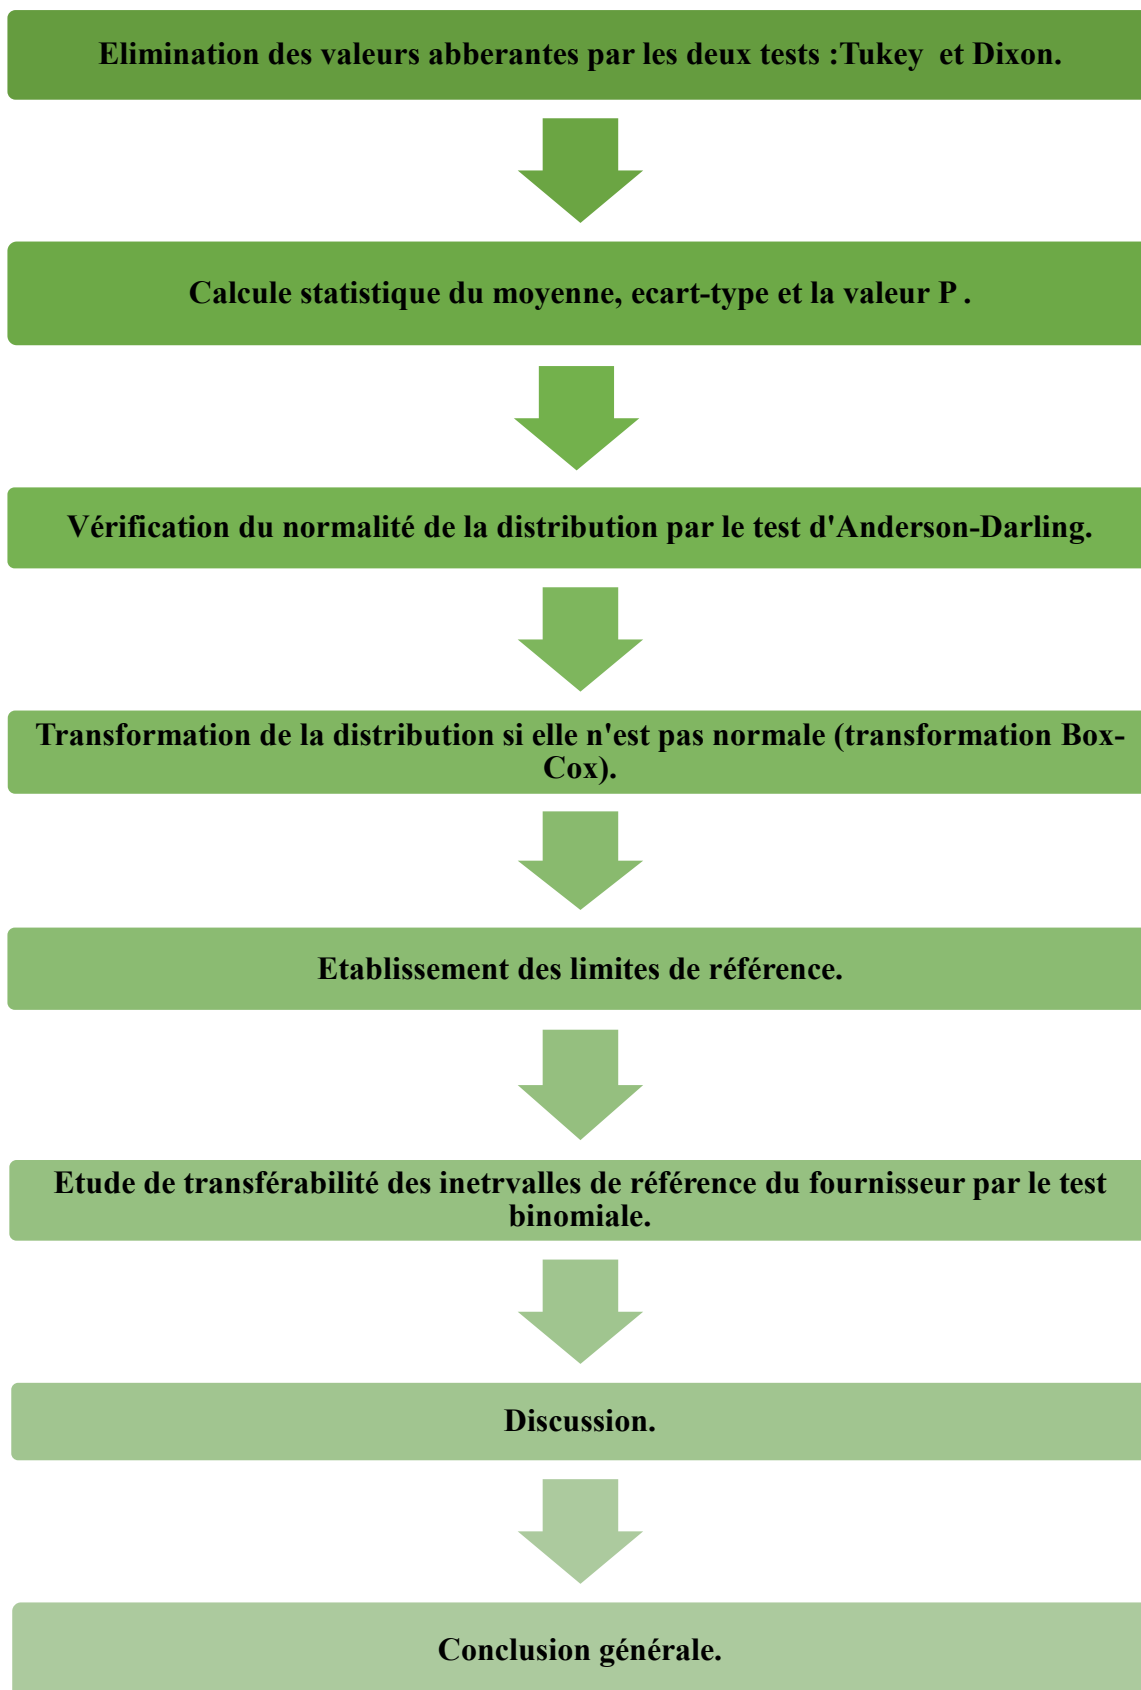 Elimination des valeurs abberantes par les deux tests :Tukey  et Dixon.
Calcule statistique du moyenne, ecart-type et la valeur P .
Vérification du normalité de la distribution par le test d'Anderson-Darling.
Transformation de la distribution si elle n'est pas normale (transformation Box-
Cox).
Etablissement des limites de référence.
Etude de transférabilité des inetrvalles de référence du fournisseur par le test
binomiale.
Discussion.
Conclusion générale.